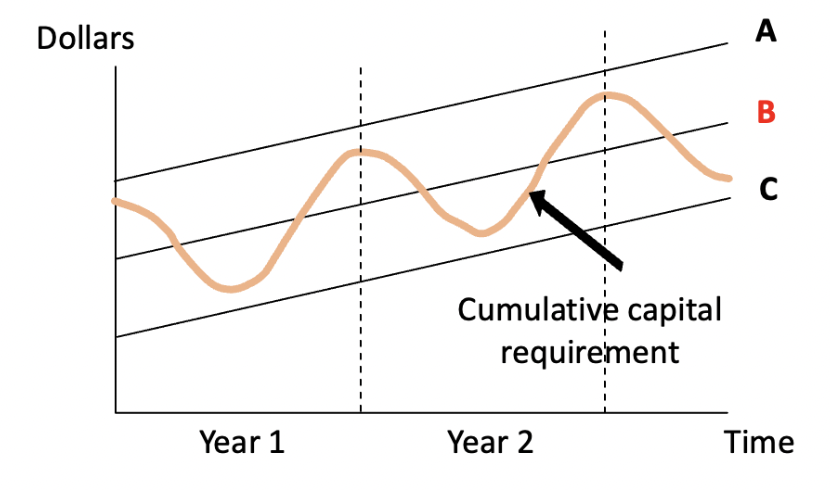 Dollars
A
B
C
Cumulative capital
requirement
Year 1
Year 2
Time